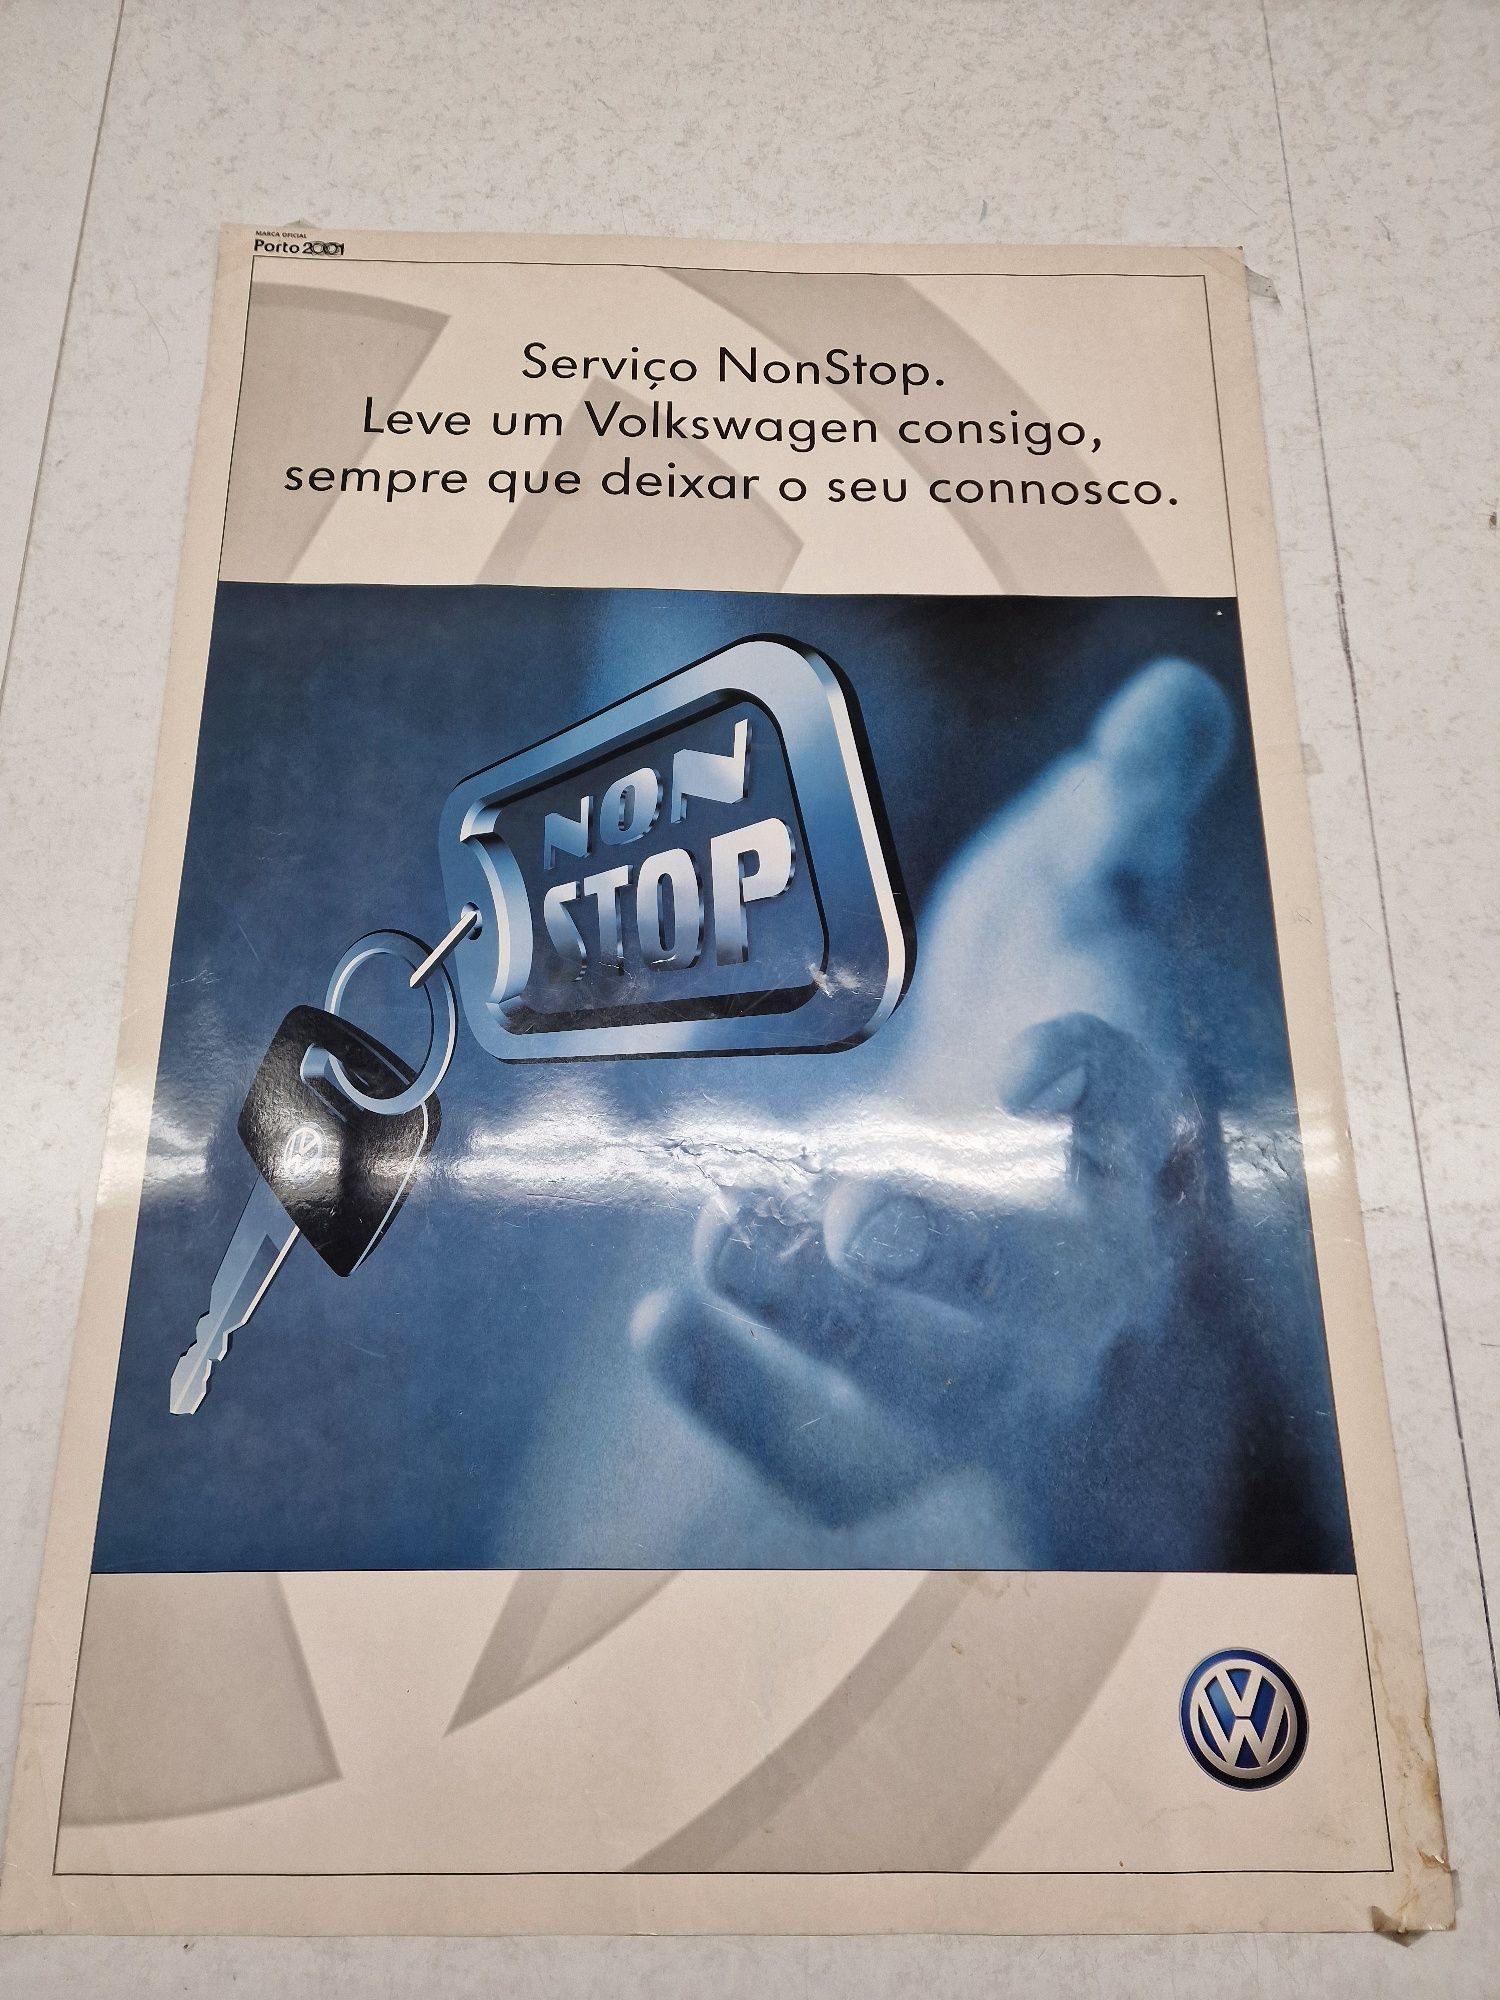 MARCA OFICIAL
Porto 2001
Serviço NonStop.
Leve um Volkswagen consigo,
sempre que deixar o seu connosco.
NON
STOP